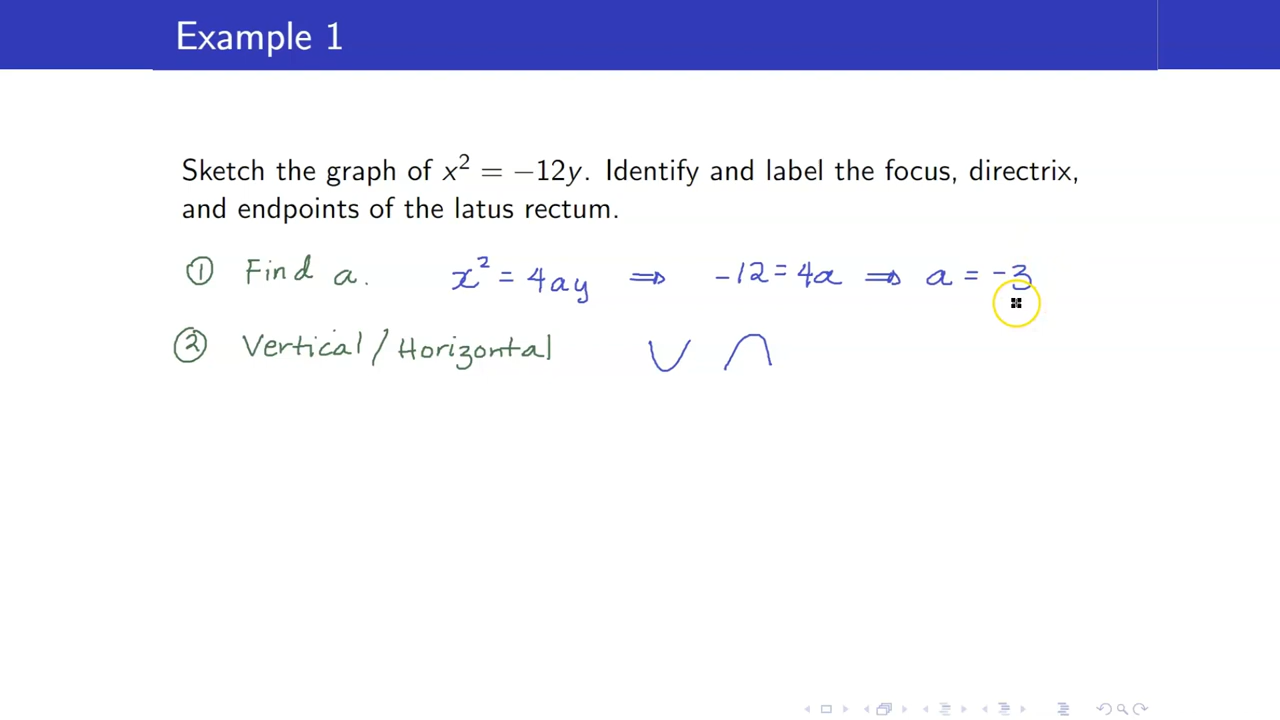 Example 1
Sketch the graph of x² = −12y. Identify and label the focus, directrix,
and endpoints of the latus rectum.
① Find a. x² = 4ay ⇒ -12 = 4a ⇒ a = -3
② Vertical / Horizontal